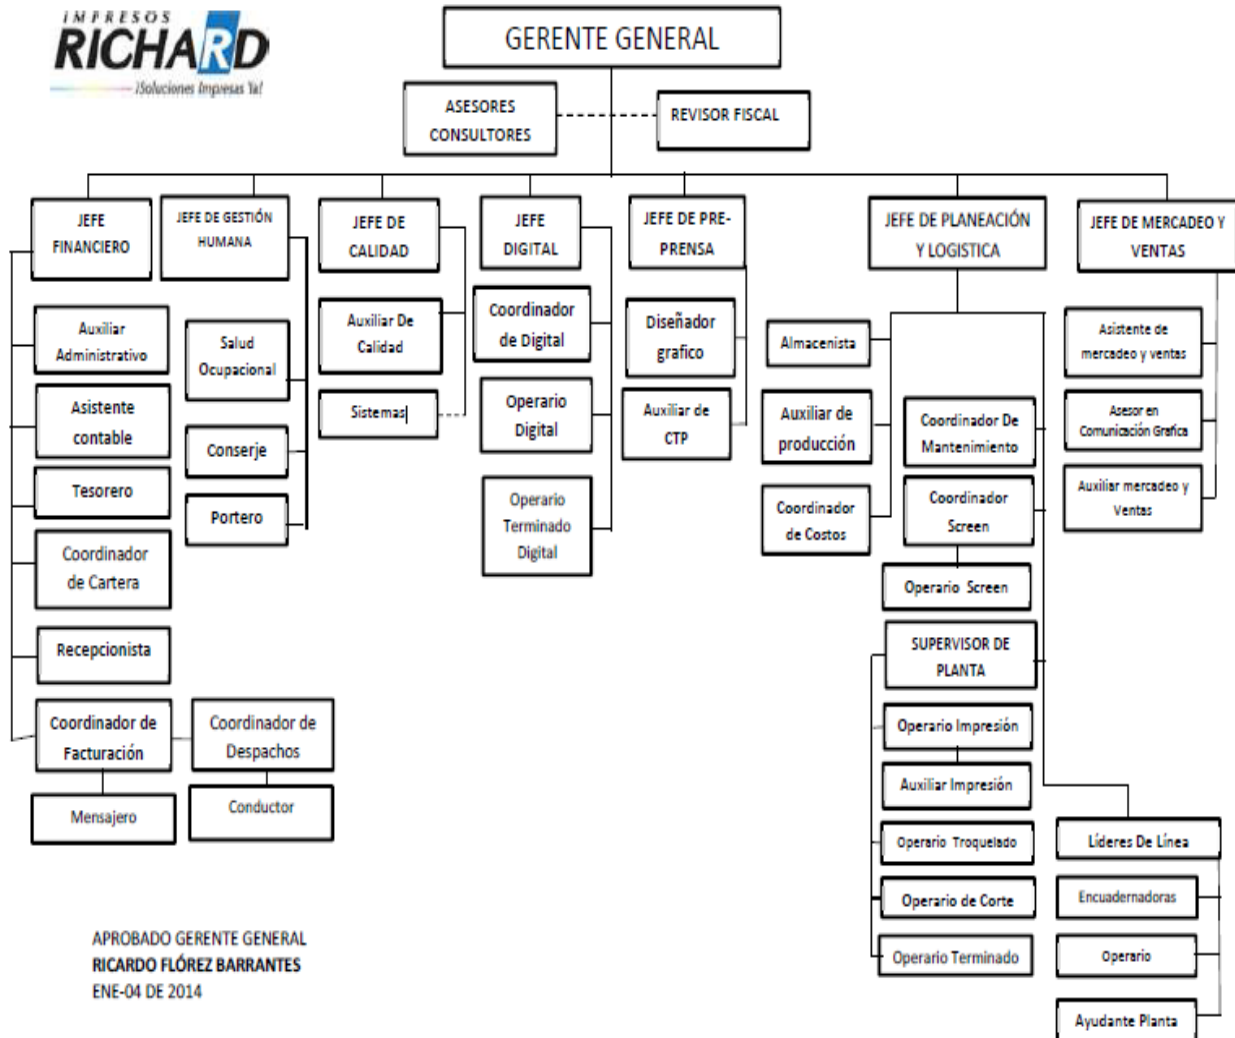 IMPRESOS
RICHARD
¡Soluciones Impresas Ya!
GERENTE GENERAL
ASESORES
CONSULTORES
REVISOR FISCAL
JEFE
FINANCIERO
JEFE DE GESTIÓN
HUMANA
JEFE DE
CALIDAD
JEFE
DIGITAL
JEFE DE PRE-
PRENSA
JEFE DE PLANEACIÓN
Y LOGISTICA
JEFE DE MERCADEO Y
VENTAS
Auxiliar
Administrativo
Asistente
contable
Tesorero
Coordinador
de Cartera
Recepcionista
Coordinador de
Facturación
Mensajero
Coordinador de
Despachos
Conductor
Salud
Ocupacional
Conserje
Portero
Auxiliar De
Calidad
Sistemas
Coordinador
de Digital
Operario
Digital
Operario
Terminado
Digital
Diseñador
grafico
Auxiliar de
CTP
Almacenista
Auxiliar de
producción
Coordinador
de Costos
Coordinador De
Mantenimiento
Coordinador
Screen
Operario Screen
SUPERVISOR DE
PLANTA
Operario Impresión
Auxiliar Impresión
Operario Troquelado
Operario de Corte
Operario Terminado
Líderes De Línea
Encuadernadoras
Operario
Ayudante Planta
Asistente de
mercadeo y ventas
Asesor en
Comunicación Grafica
Auxiliar mercadeo y
Ventas
APROBADO GERENTE GENERAL
RICARDO FLÓREZ BARRANTES
ENE-04 DE 2014